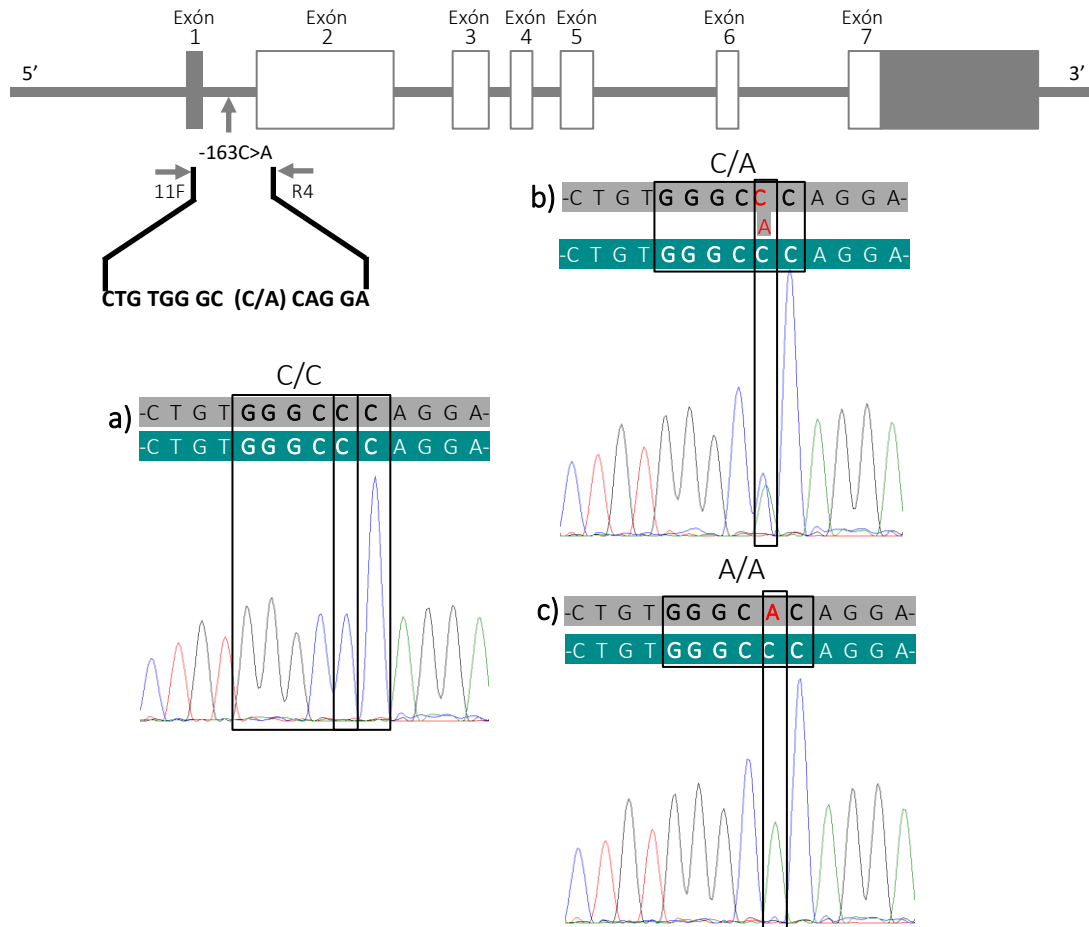 Exón 1
Exón 2
Exón 3
Exón 4
Exón 5
Exón 6
Exón 7
5’
3’
-163C>A
11F
R4
CTG TGG GC (C/A) CAG GA
C/C
a)
-C T G T G G G C C C A G G A-
-C T G T G G G C C C A G G A-
C/A
b)
-C T G T G G G C C C A G G A-
A
-C T G T G G G C C C A G G A-
A/A
c)
-C T G T G G G C A C A G G A-
-C T G T G G G C C C A G G A-